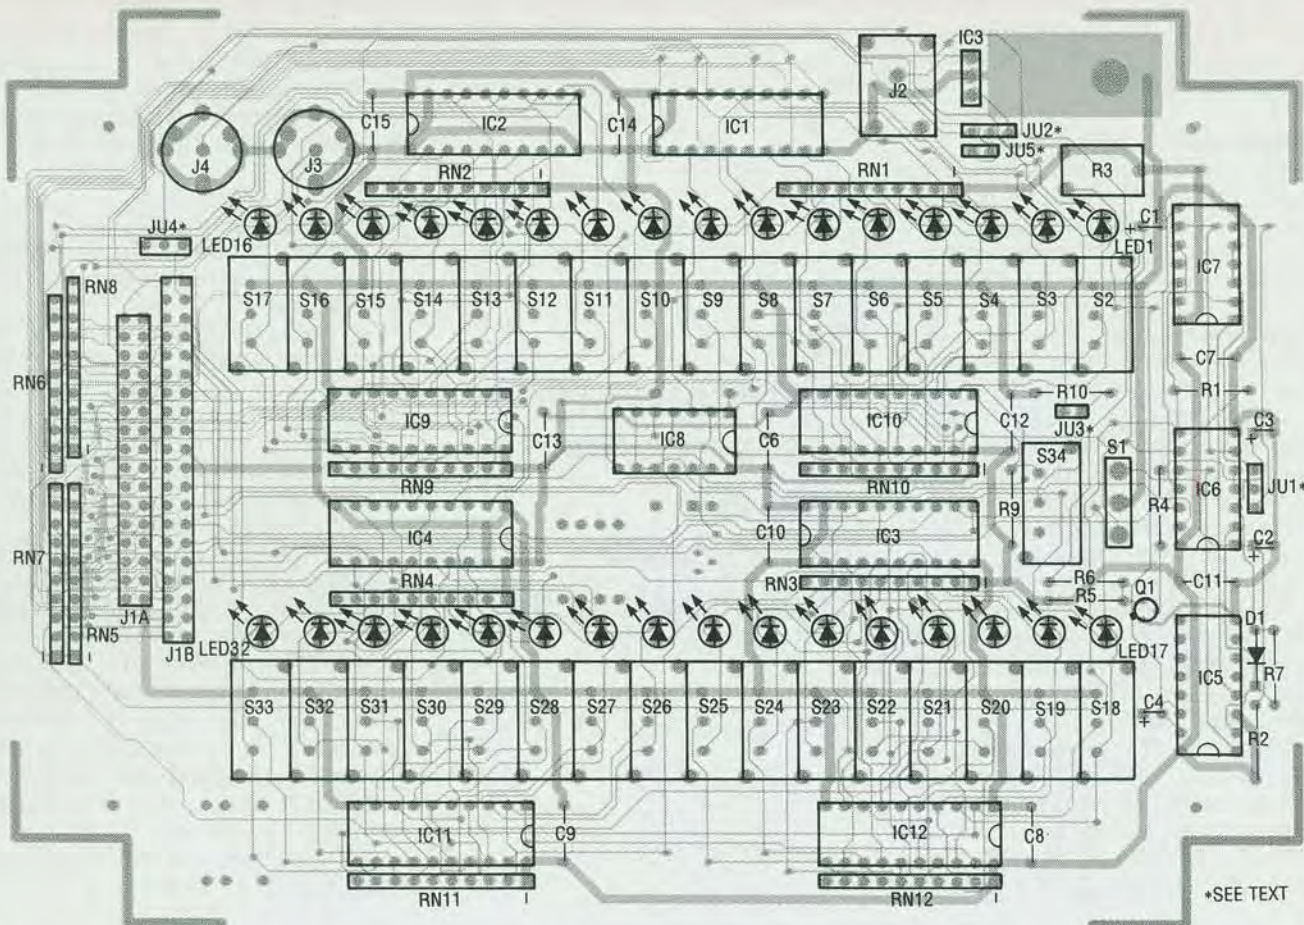 IC3
J2
C15
IC2
C14
IC1
JU2*
JU5*
J4
J3
R3
RN2
RN1
JU4*
LED16
C1
+
LED1
IC7
RN8
S17 S16 S15 S14 S13 S12 S11 S10 S9 S8 S7 S6 S5 S4 S3 S2
C7
RN6
R1
R10
IC9
C13
IC8
C6
IC10
C12
JU3*
C3
+
S34
S1
RN9
RN10
R9
R4
IC6
JU1*
IC4
C10
IC3
RN7
C2
+
RN4
RN3
R6
R5
Q1
C11
J1A
RN5
J1B
LED32
LED17
D1
R7
IC5
S33 S32 S31 S30 S29 S28 S27 S26 S25 S24 S23 S22 S21 S20 S19 S18
C4
+
R2
IC11
C9
IC12
C8
RN11
RN12
*SEE TEXT